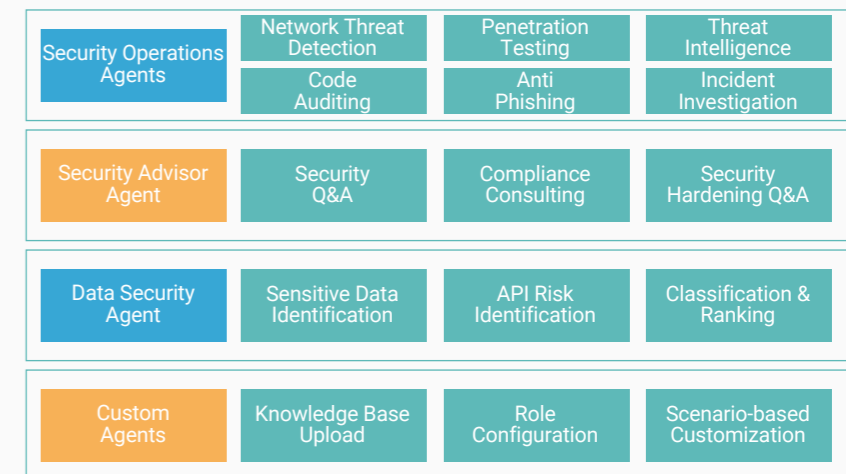 Security Operations
Agents
Network Threat
Detection
Penetration
Testing
Threat
Intelligence
Code
Auditing
Anti
Phishing
Incident
Investigation
Security Advisor
Agent
Security
Q&A
Compliance
Consulting
Security
Hardening Q&A
Data Security
Agent
Sensitive Data
Identification
API Risk
Identification
Classification &
Ranking
Custom
Agents
Knowledge Base
Upload
Role
Configuration
Scenario-based
Customization